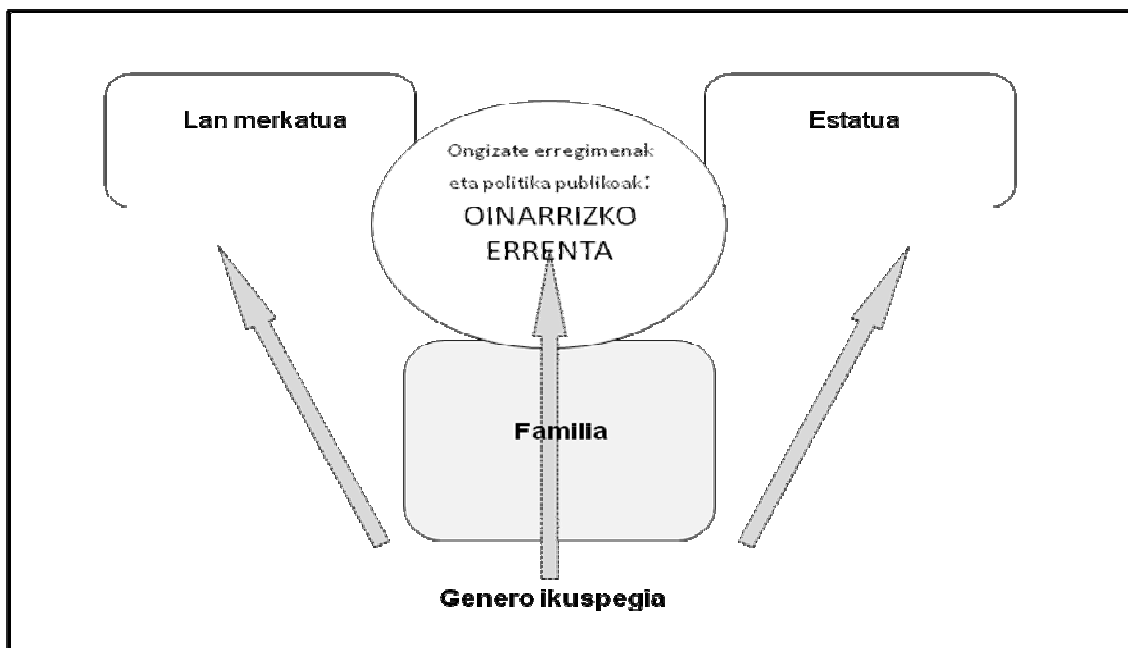 Lan merkatua
Ongizate erregimenak
eta politika publikoak:
OINARRIZKO
ERRENTA
Estatua
Familia
Genero ikuspegia